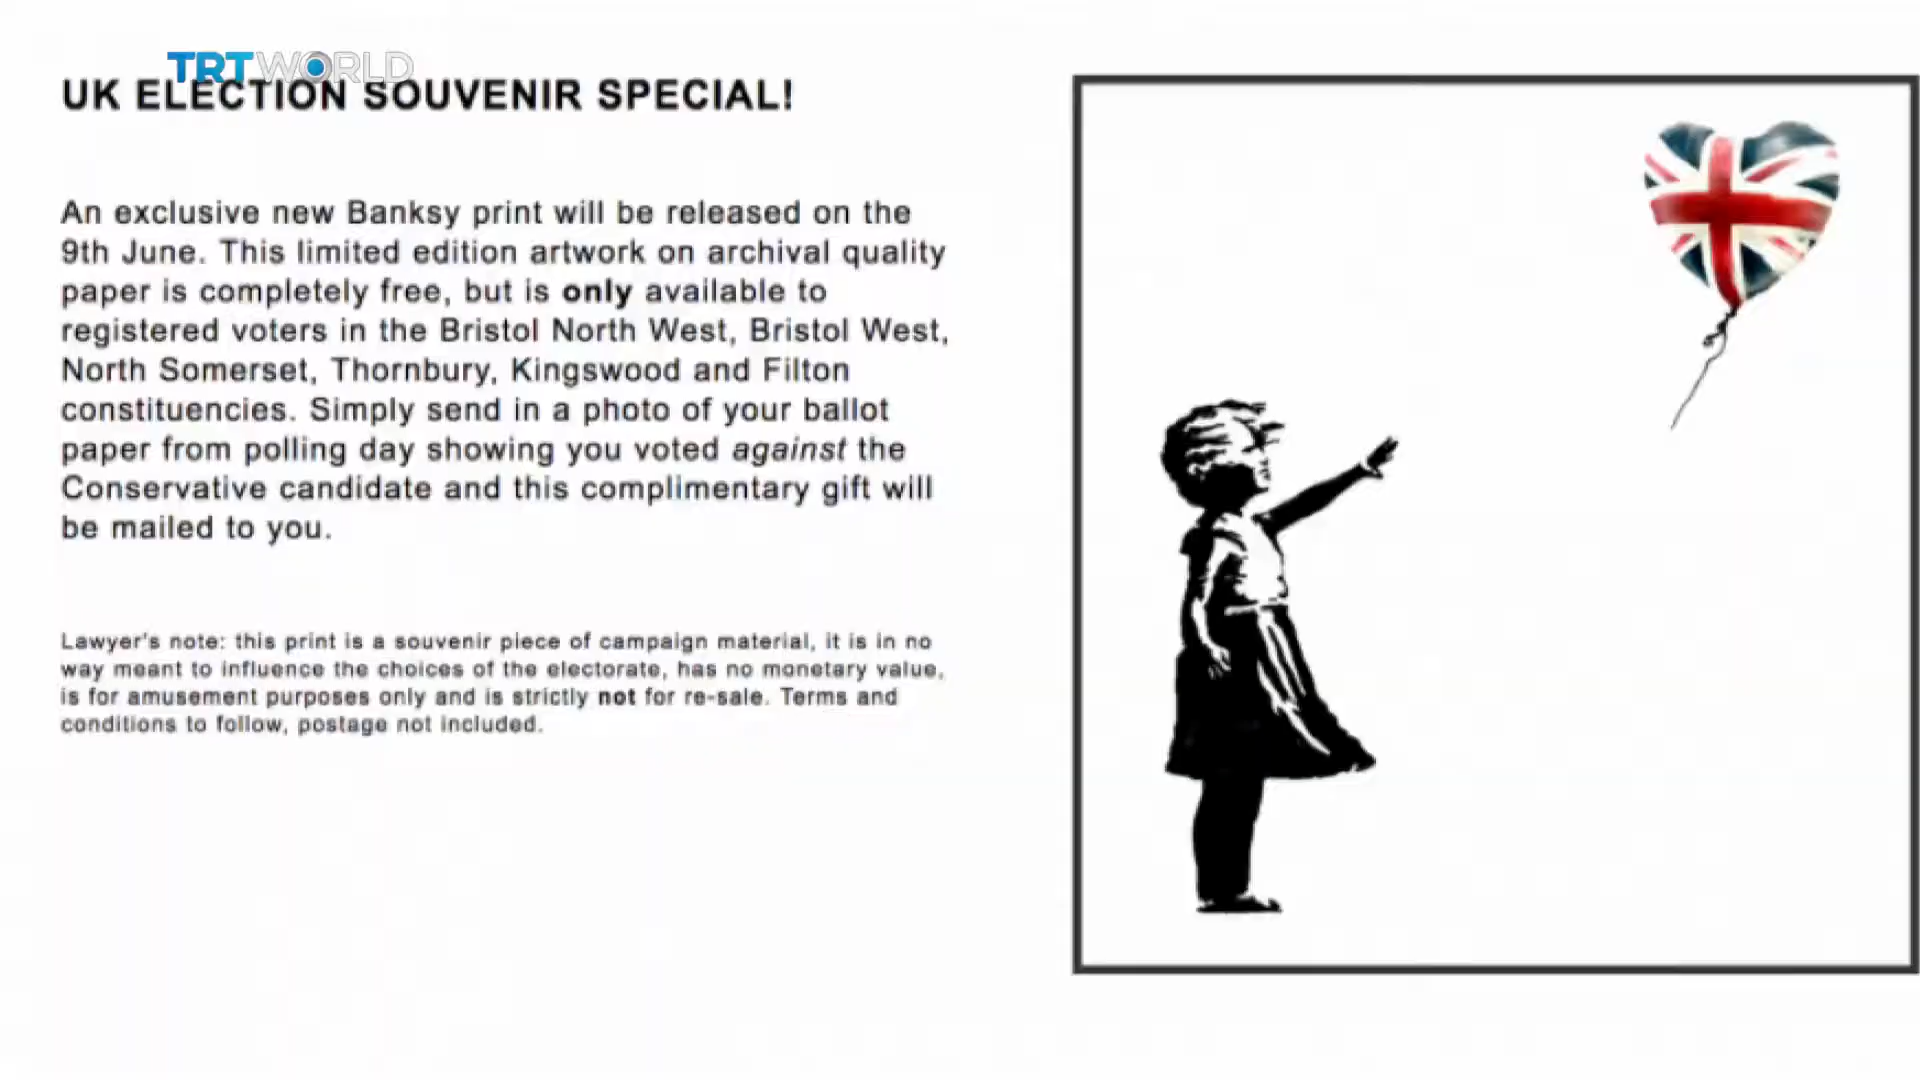 TRT WORLD
UK ELECTION SOUVENIR SPECIAL!
An exclusive new Banksy print will be released on the
9th June. This limited edition artwork on archival quality
paper is completely free, but is only available to
registered voters in the Bristol North West, Bristol West,
North Somerset, Thornbury, Kingswood and Filton
constituencies. Simply send in a photo of your ballot
paper from polling day showing you voted against the
Conservative candidate and this complimentary gift will
be mailed to you.
Lawyer's note: this print is a souvenir piece of campaign material, it is in no
way meant to influence the choices of the electorate, has no monetary value,
is for amusement purposes only and is strictly not for re-sale. Terms and
conditions to follow, postage not included.